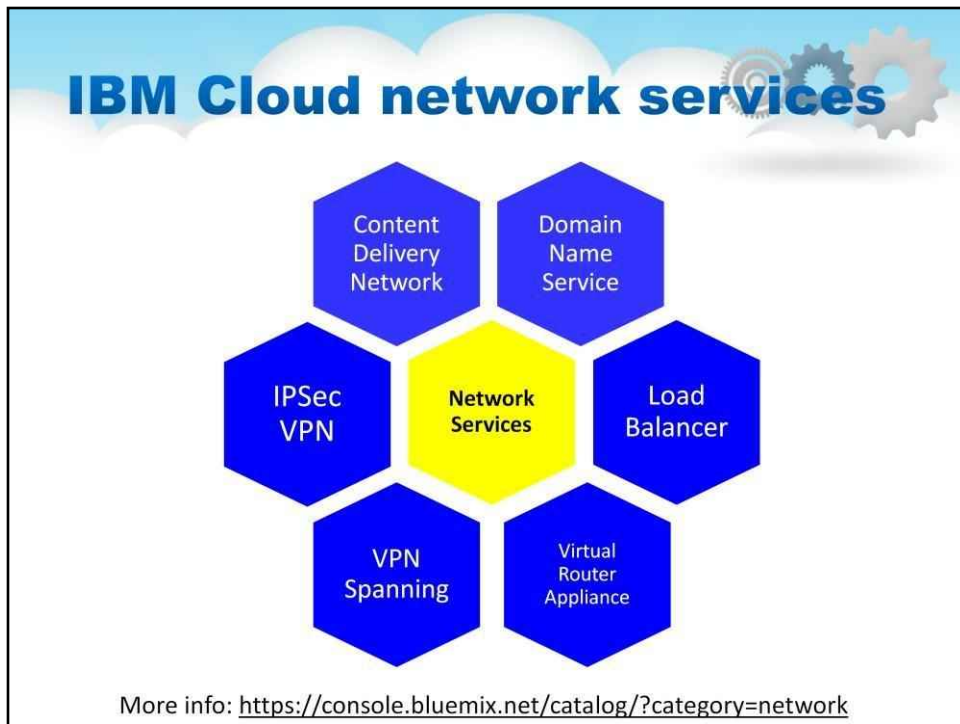 IBM Cloud network services
Content
Delivery
Network
Domain
Name
Service
IPSec
VPN
Network
Services
Load
Balancer
VPN
Spanning
Virtual
Router
Appliance
More info: https://console.bluemix.net/catalog/?category=network